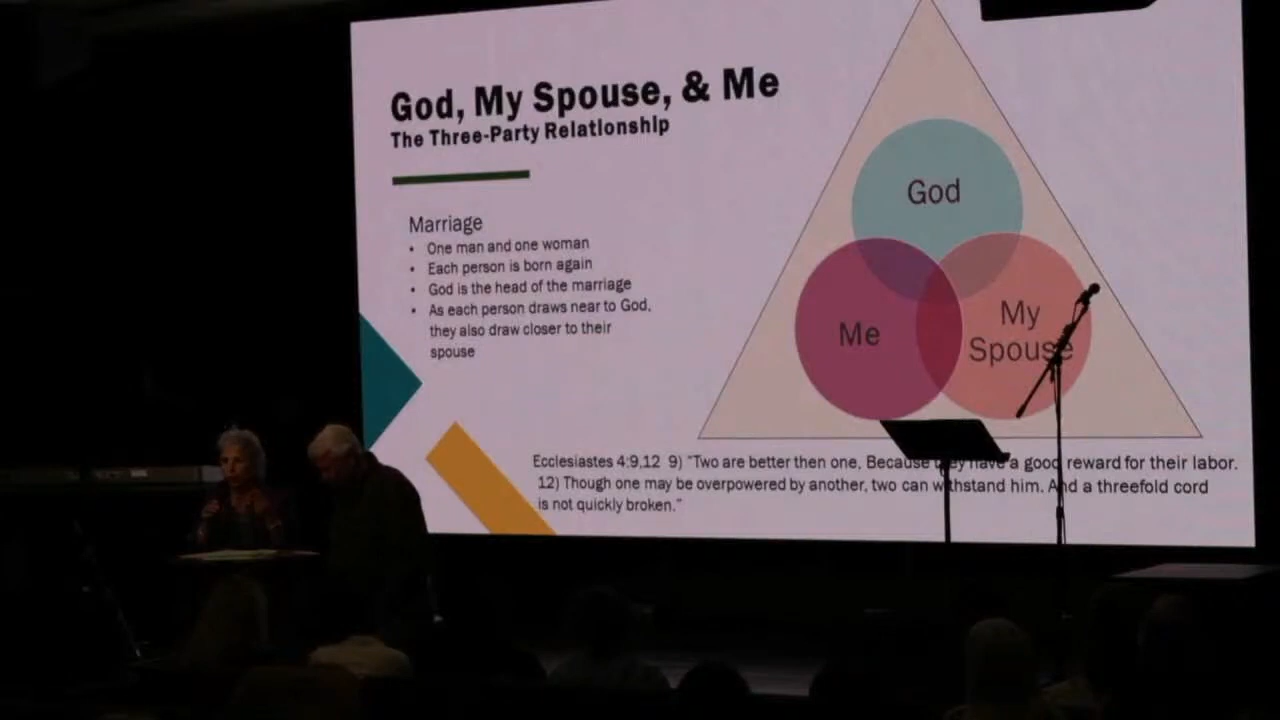 God, My Spouse, & Me
The Three-Party Relationship
Marriage
• One man and one woman
• Each person is born again
• God is the head of the marriage
• As each person draws near to God,
they also draw closer to their
spouse
God
Me
My
Spouse
Ecclesiastes 4:9,12 9) "Two are better then one, Because they have a good reward for their labor.
12) Though one may be overpowered by another, two can withstand him. And a threefold cord
is not quickly broken."